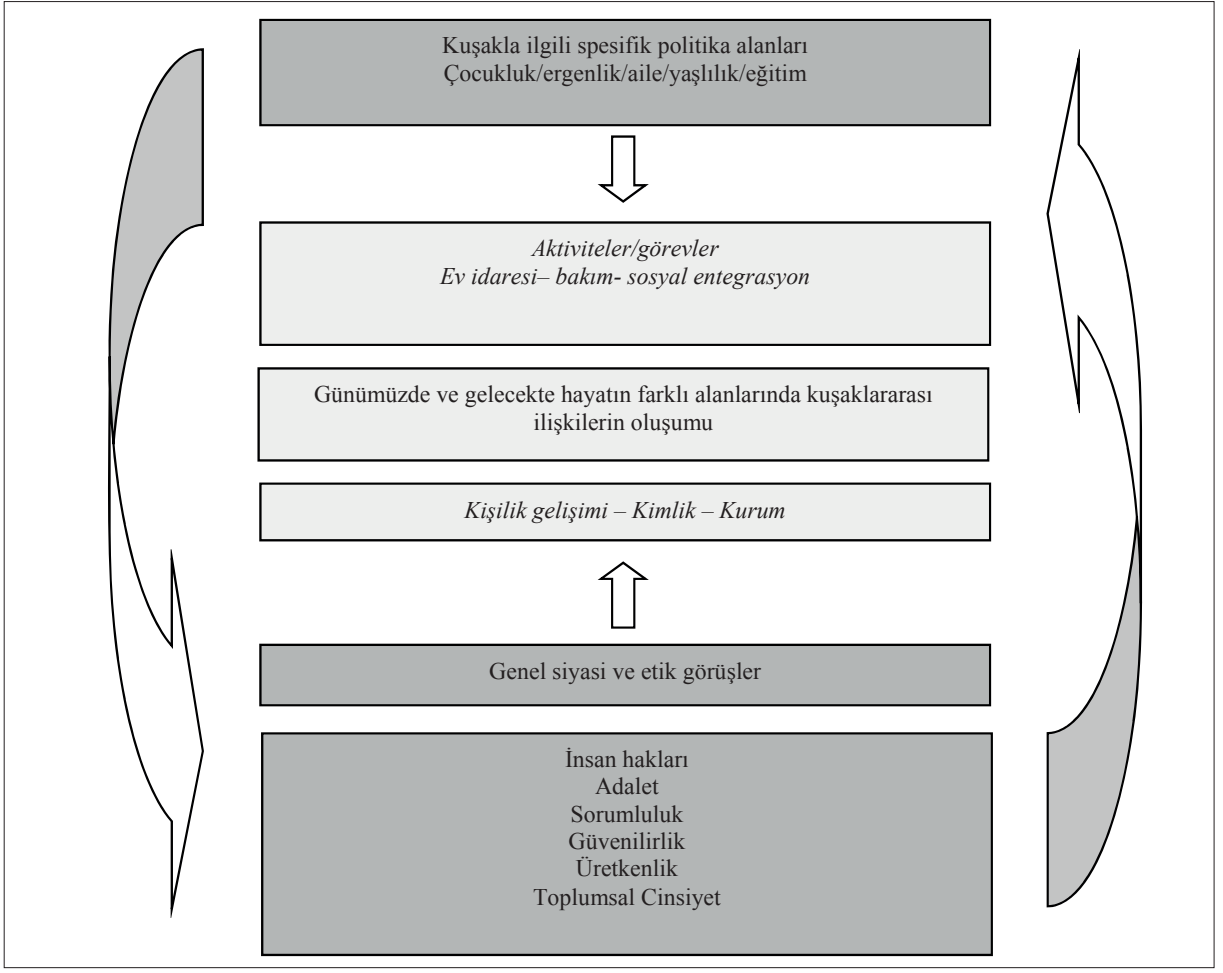 Kuşakla ilgili spesifik politika alanları
Çocukluk/ergenlik/aile/yaşlılık/eğitim
Aktiviteler/görevler
Ev idaresi– bakım- sosyal entegrasyon
Günümüzde ve gelecekte hayatın farklı alanlarında kuşaklararası
ilişkilerin oluşumu
Kişilik gelişimi – Kimlik – Kurum
Genel siyasi ve etik görüşler
İnsan hakları
Adalet
Sorumluluk
Güvenilirlik
Üretkenlik
Toplumsal Cinsiyet